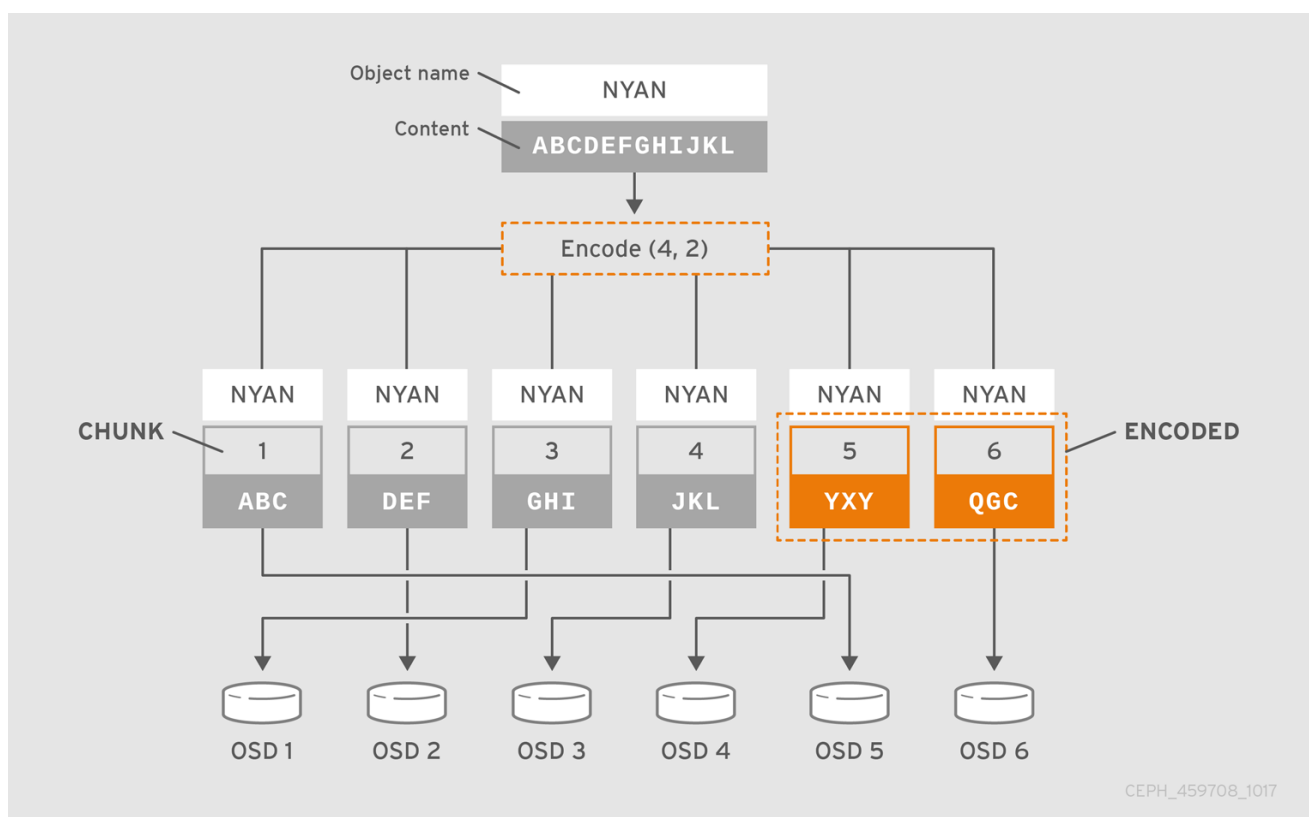 Object name
NYAN
Content
ABCDEFGHIJKL
Encode (4, 2)
NYAN NYAN NYAN NYAN NYAN NYAN
CHUNK 1 2 3 4 5 6 ENCODED
ABC DEF GHI JKL YXY QGC
OSD 1 OSD 2 OSD 3 OSD 4 OSD 5 OSD 6
CEPH_459708_1017